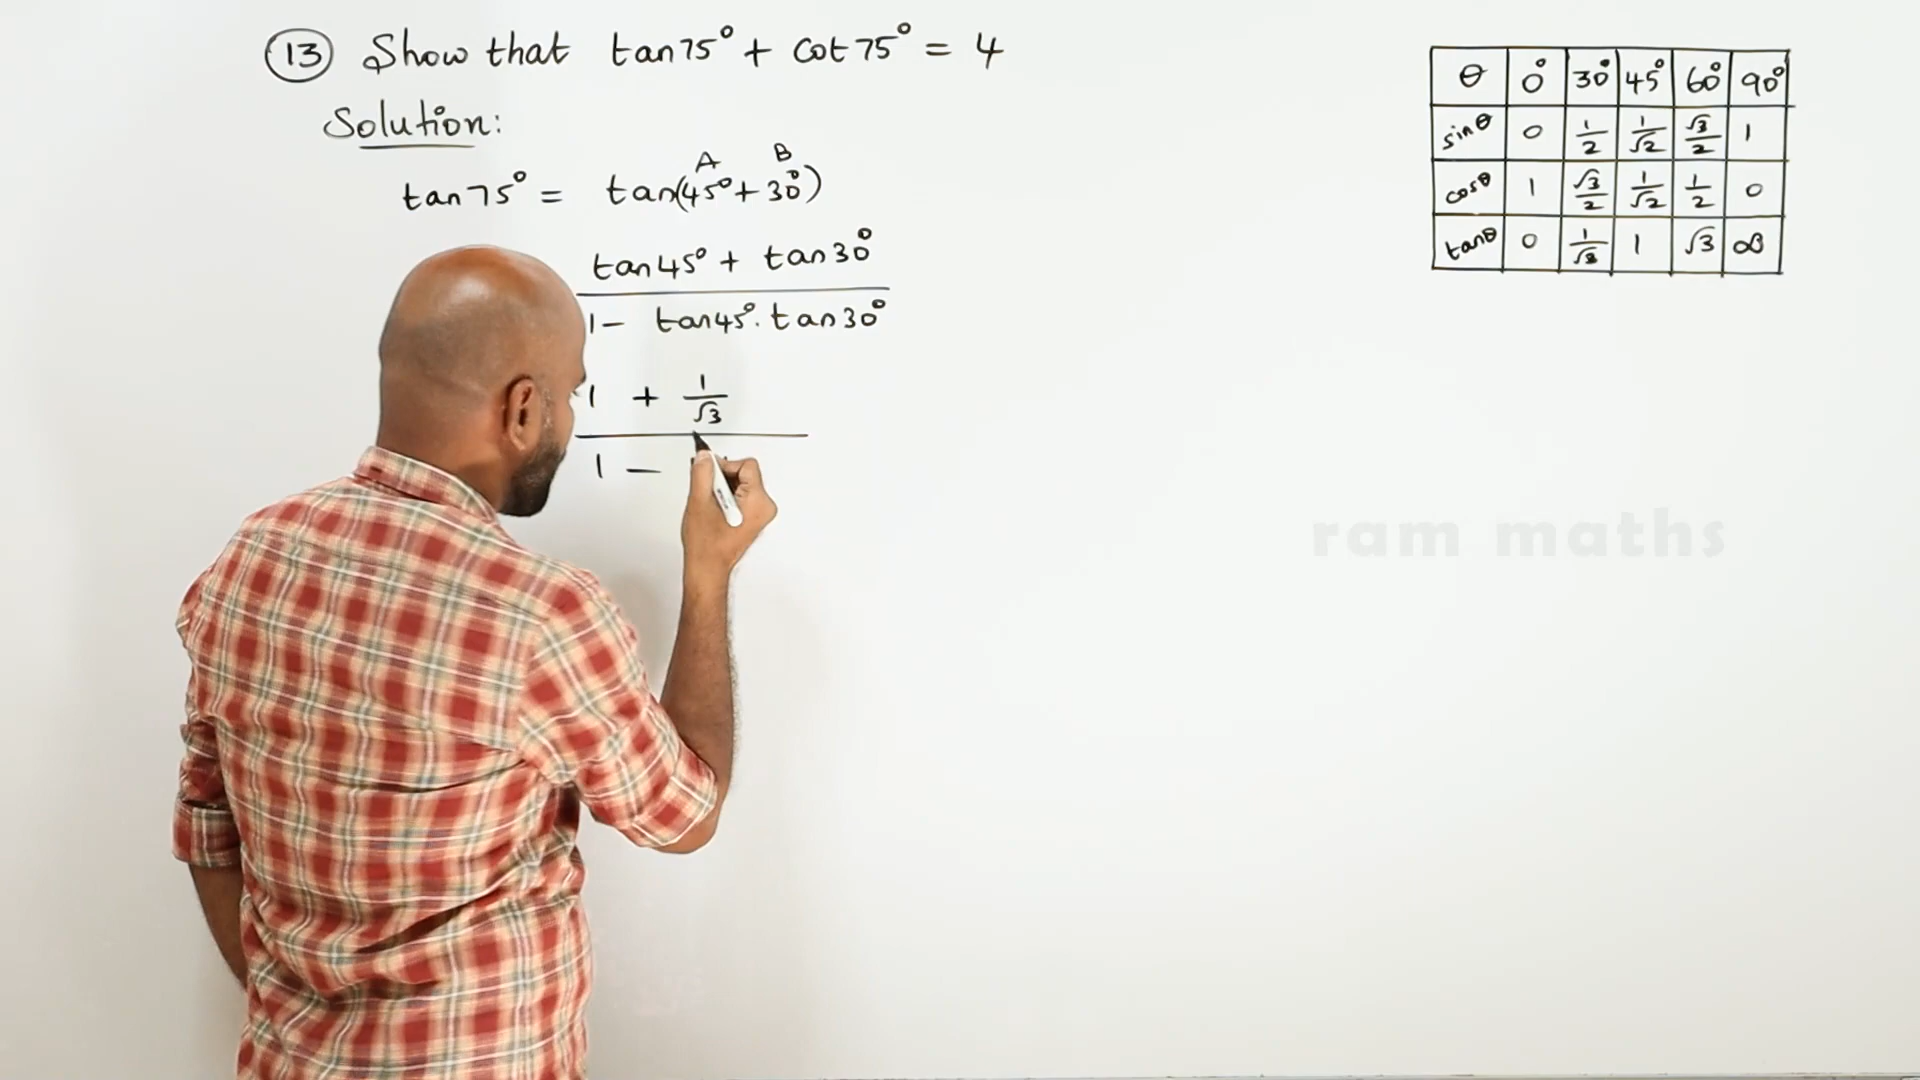 13 Show that tan75° + cot75° = 4
Solution:
A B
tan75° = tan(45°+30°)
tan45° + tan30°
1 - tan45°. tan30°
1 + 1/√3
1 -
θ 0° 30° 45° 60° 90°
sinθ 0 1/2 1/√2 √3/2 1
cosθ 1 √3/2 1/√2 1/2 0
tanθ 0 1/√3 1 √3 ∞
ram maths